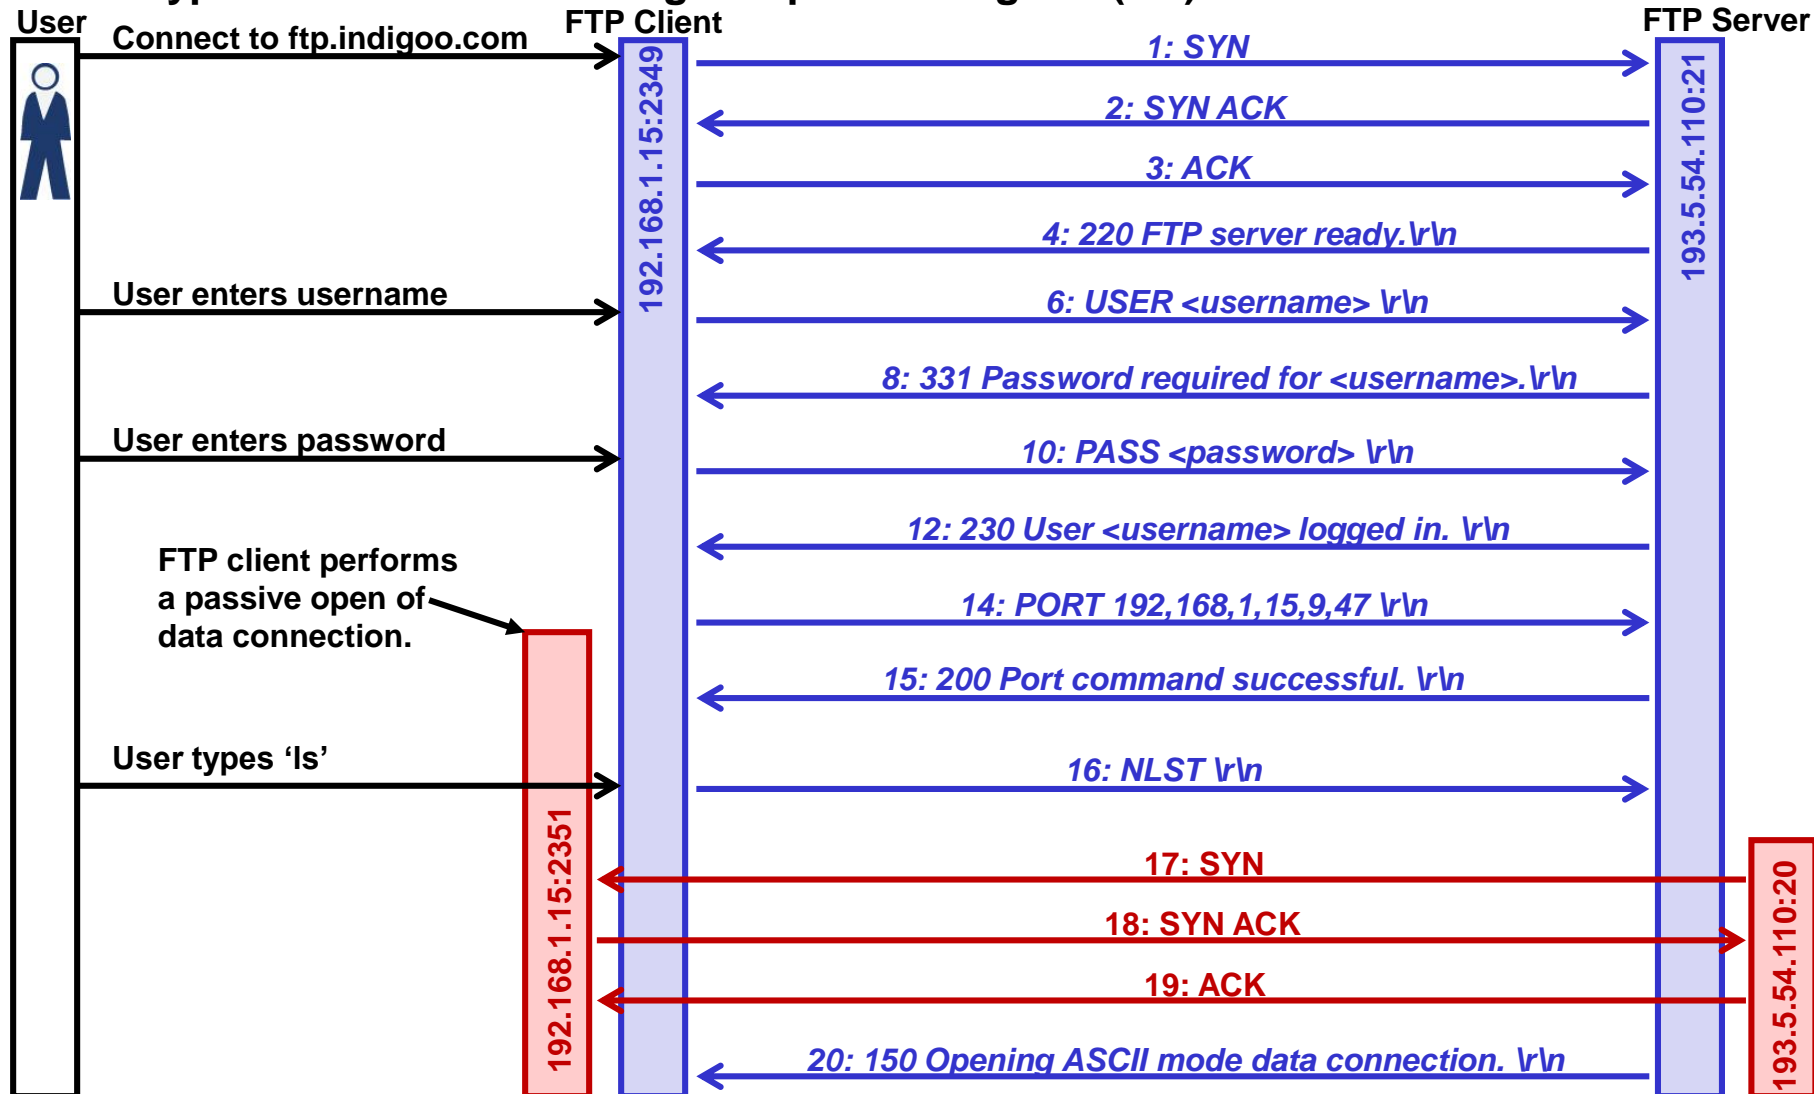 User
FTP Client
FTP Server
Connect to ftp.indigoo.com
1: SYN
192.168.1.15:2349
193.5.54.110:21
2: SYN ACK
3: ACK
4: 220 FTP server ready.\r\n
User enters username
6: USER <username> \r\n
8: 331 Password required for <username>.\r\n
User enters password
10: PASS <password> \r\n
12: 230 User <username> logged in. \r\n
FTP client performs
a passive open of
data connection.
14: PORT 192,168,1,15,9,47 \r\n
15: 200 Port command successful. \r\n
User types ‘ls’
16: NLST \r\n
192.168.1.15:2351
17: SYN
193.5.54.110:20
18: SYN ACK
19: ACK
20: 150 Opening ASCII mode data connection. \r\n